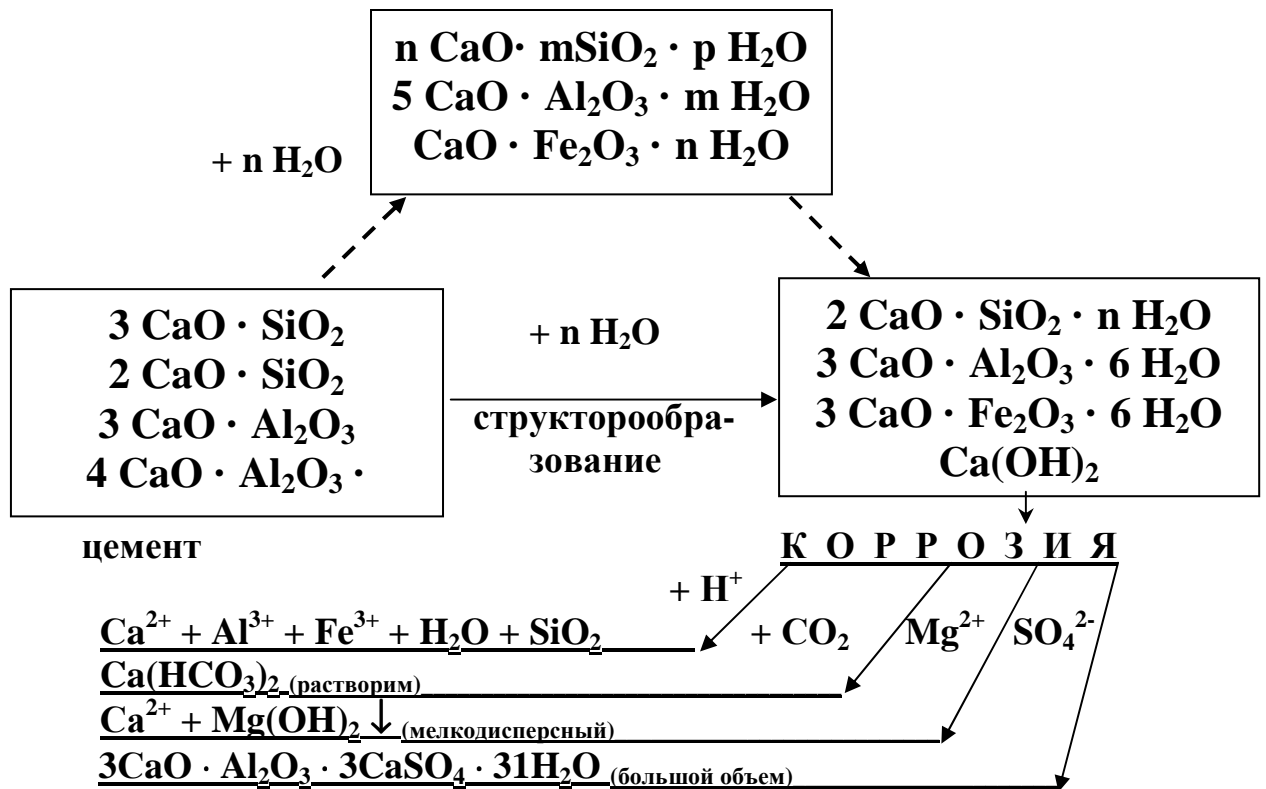 n CaO· mSiO₂ · p H₂O
5 CaO · Al₂O₃ · m H₂O
CaO · Fe₂O₃ · n H₂O
+ n H₂O
3 CaO · SiO₂
2 CaO · SiO₂
3 CaO · Al₂O₃
4 CaO · Al₂O₃ ·
цемент
+ n H₂O
структорообра-
зование
2 CaO · SiO₂ · n H₂O
3 CaO · Al₂O₃ · 6 H₂O
3 CaO · Fe₂O₃ · 6 H₂O
Ca(OH)₂
К О Р Р О З И Я
+ H⁺
+ CO₂
Mg²⁺
SO₄²⁻
Ca²⁺ + Al³⁺ + Fe³⁺ + H₂O + SiO₂
Ca(HCO₃)₂ (растворим)
Ca²⁺ + Mg(OH)₂ ↓ (мелкодисперсный)
3CaO · Al₂O₃ · 3CaSO₄ · 31H₂O (большой объем)